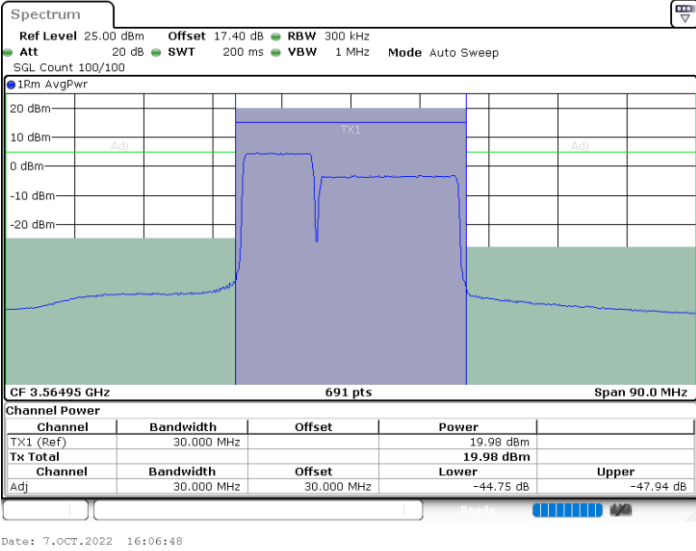 Spectrum
Ref Level 25.00 dBm Offset 17.40 dB RBW 300 kHz
Att 20 dB SWT 200 ms VBW 1 MHz Mode Auto Sweep
SGL Count 100/100
1Rm AvgPwr
20 dBm
TX1
10 dBm
Adj Adj
0 dBm
-10 dBm
-20 dBm
CF 3.56495 GHz 691 pts Span 90.0 MHz
Channel Power
Channel Bandwidth Offset Power
TX1 (Ref) 30.000 MHz 19.98 dBm
Tx Total 19.98 dBm
Channel Bandwidth Offset Lower Upper
Adj 30.000 MHz 30.000 MHz -44.75 dB -47.94 dB
Ready
Date: 7.OCT.2022 16:06:48